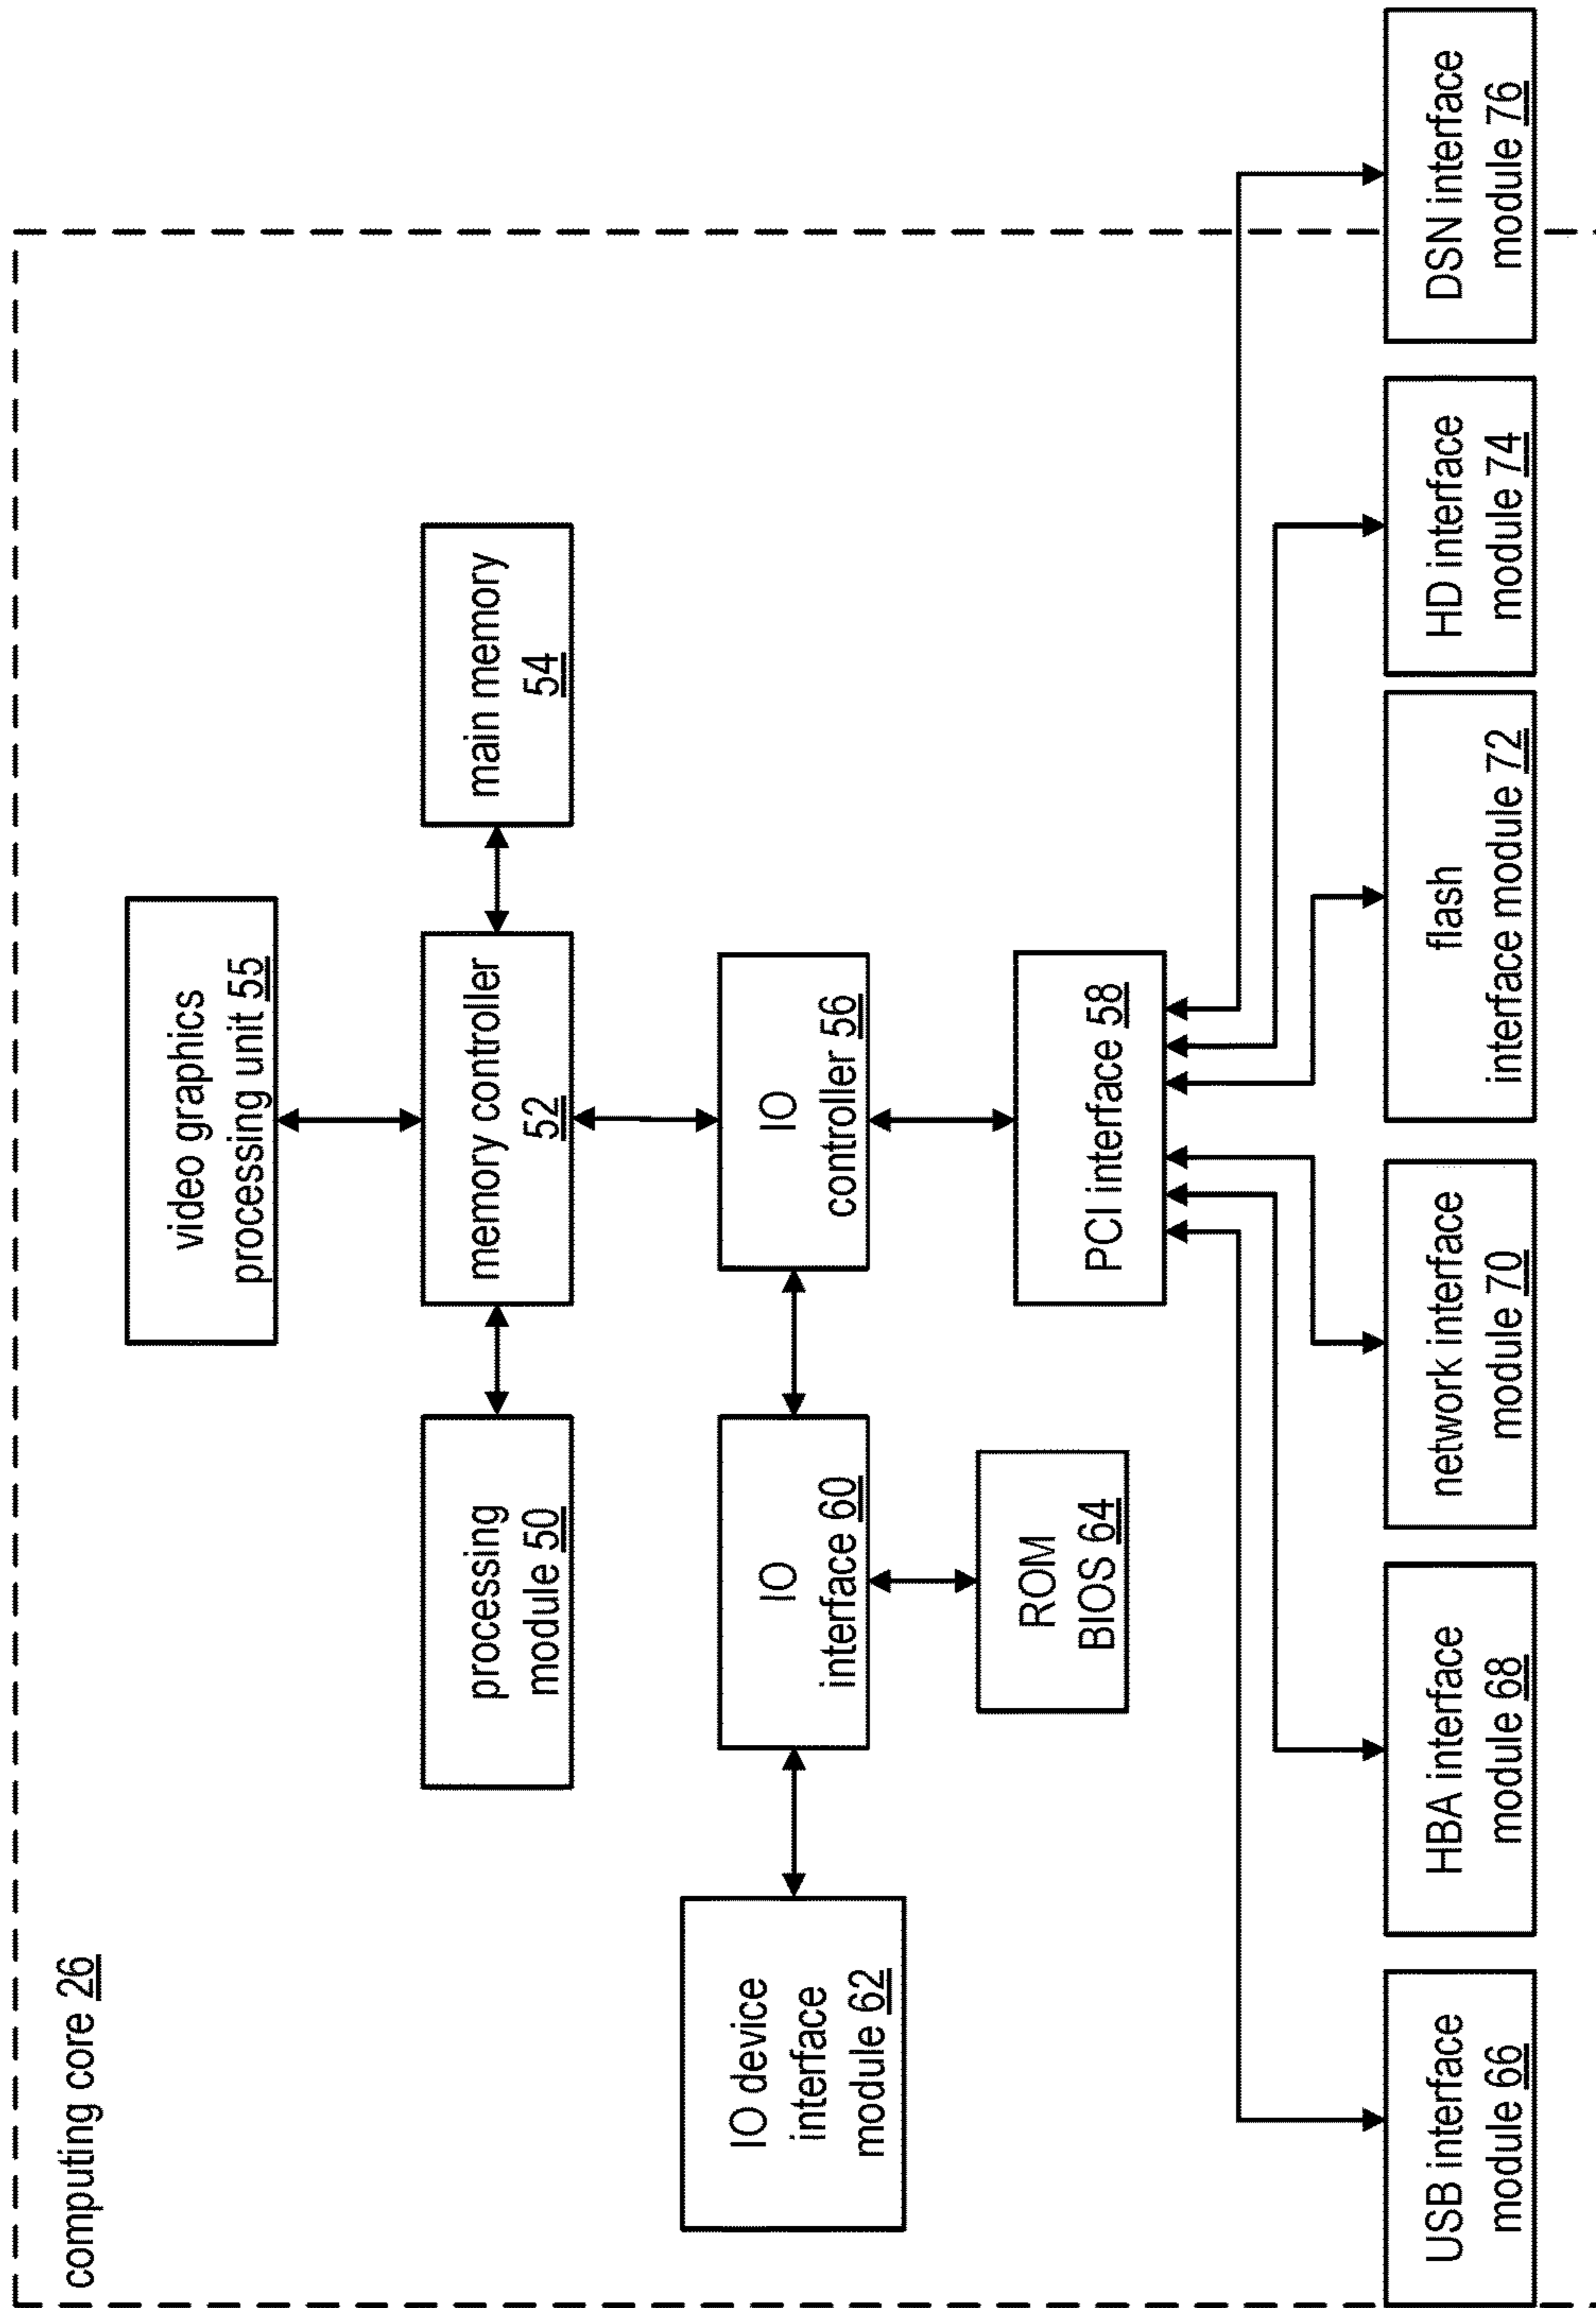 computing core 26
video graphics
processing unit 55
processing
module 50
memory controller
52
main memory
54
IO device
interface
module 62
IO
interface 60
IO
controller 56
ROM
BIOS 64
PCI interface 58
USB interface
module 66
HBA interface
module 68
network interface
module 70
flash
interface module 72
HD interface
module 74
DSN interface
module 76